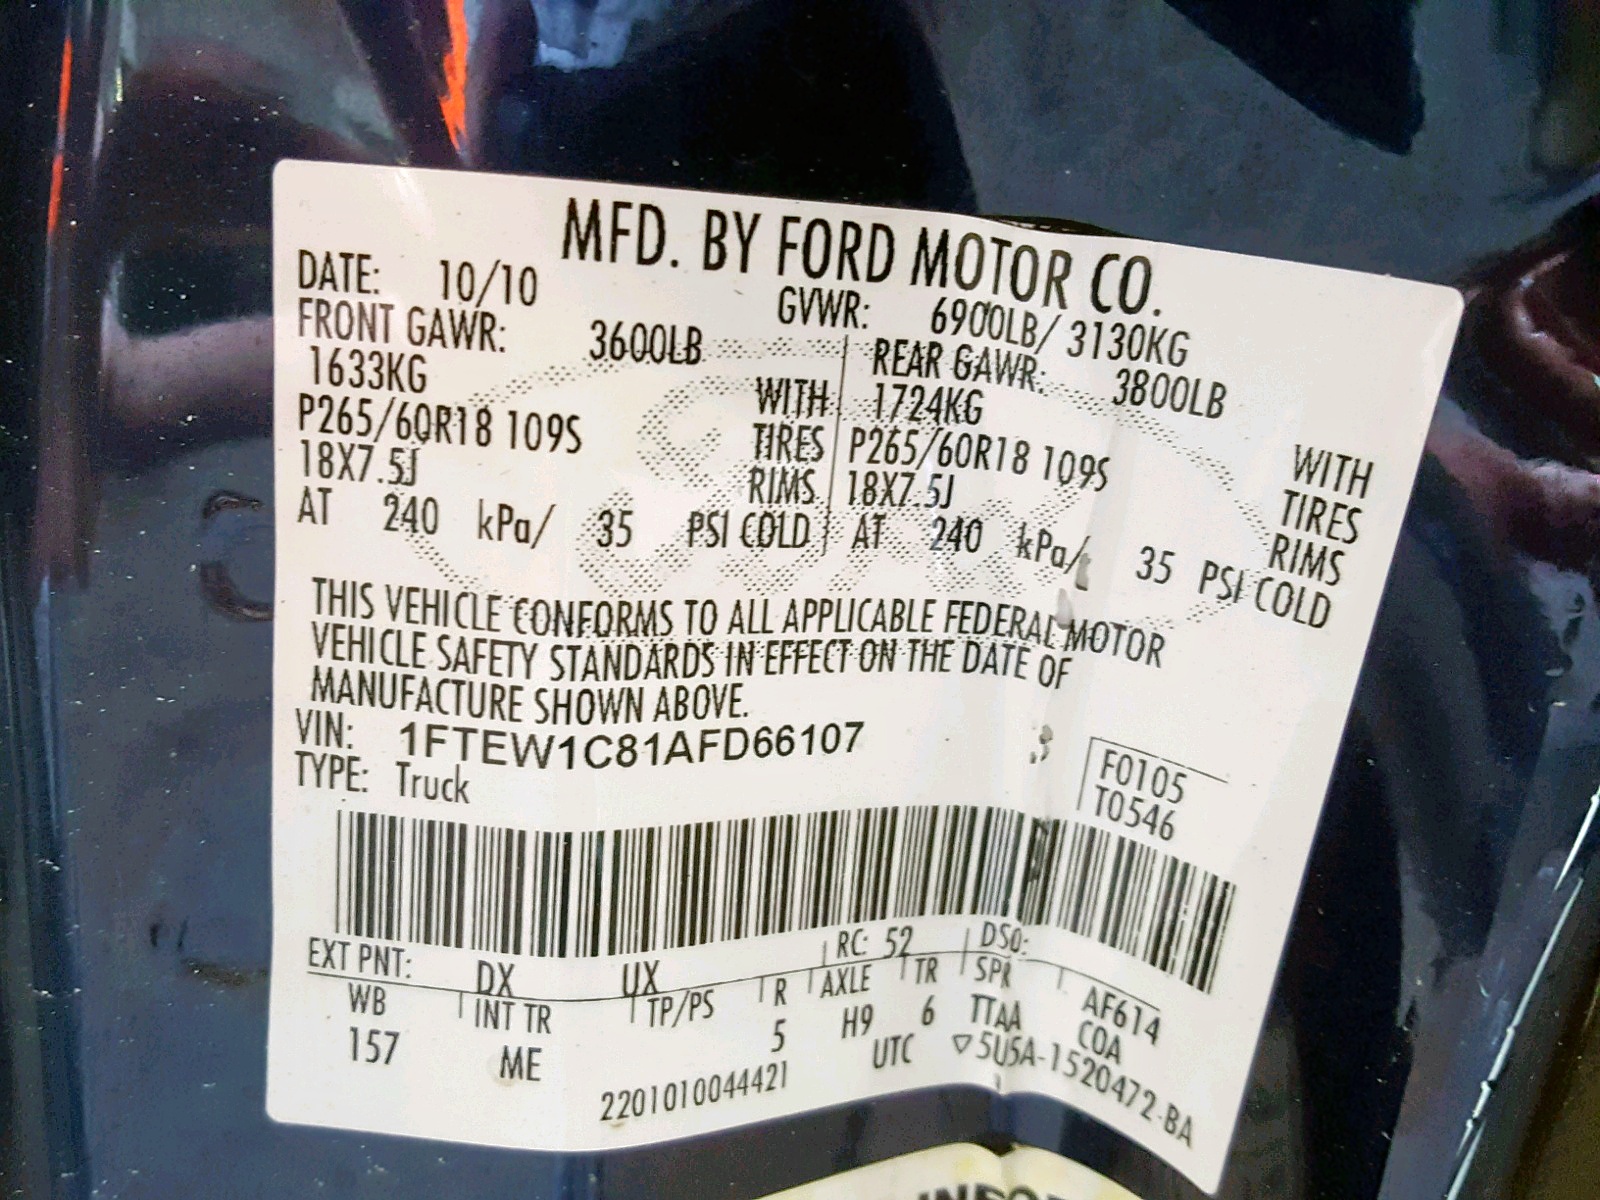 MFD. BY FORD MOTOR CO.
DATE: 10/10 GVWR: 6900LB/ 3130KG
FRONT GAWR: 3600LB REAR GAWR: 3800LB
1633KG WITH 1724KG WITH
P265/60R18 109S TIRES P265/60R18 109S TIRES
18X7.5J RIMS 18X7.5J RIMS
AT 240 kPa/ 35 PSI COLD AT 240 kPa/ 35 PSI COLD
THIS VEHICLE CONFORMS TO ALL APPLICABLE FEDERAL MOTOR
VEHICLE SAFETY STANDARDS IN EFFECT ON THE DATE OF
MANUFACTURE SHOWN ABOVE.
VIN: 1FTEW1C81AFD66107 F0105
TYPE: Truck T0546
EXT PNT: DX UX RC: 52 DSO:
WB INT TR TP/PS R AXLE TR SPR AF614
157 ME 5 H9 6 TTAA COA
2201010044421 UTC ▽5U5A-1520472-BA